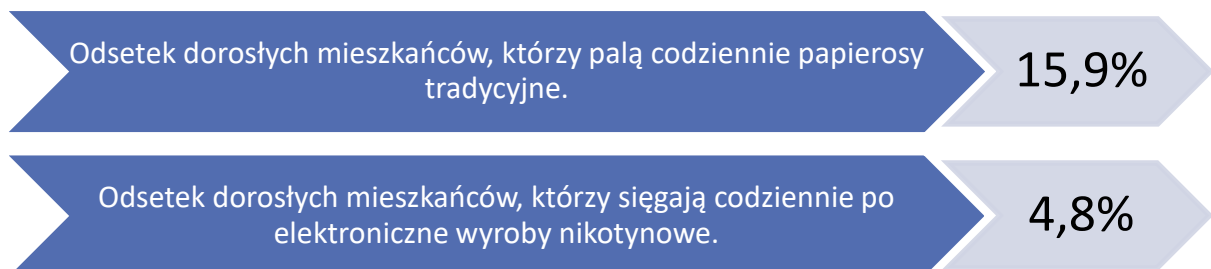 Odsetek dorosłych mieszkańców, którzy palą codziennie papierosy
tradycyjne.
15,9%
Odsetek dorosłych mieszkańców, którzy sięgają codziennie po
elektroniczne wyroby nikotynowe.
4,8%